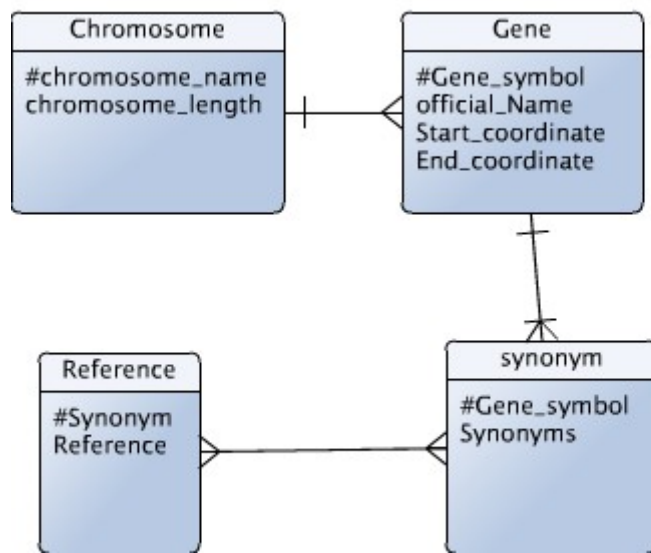 Chromosome
#chromosome_name
chromosome_length
Gene
#Gene_symbol
official_Name
Start_coordinate
End_coordinate
Reference
#Synonym
Reference
synonym
#Gene_symbol
Synonyms